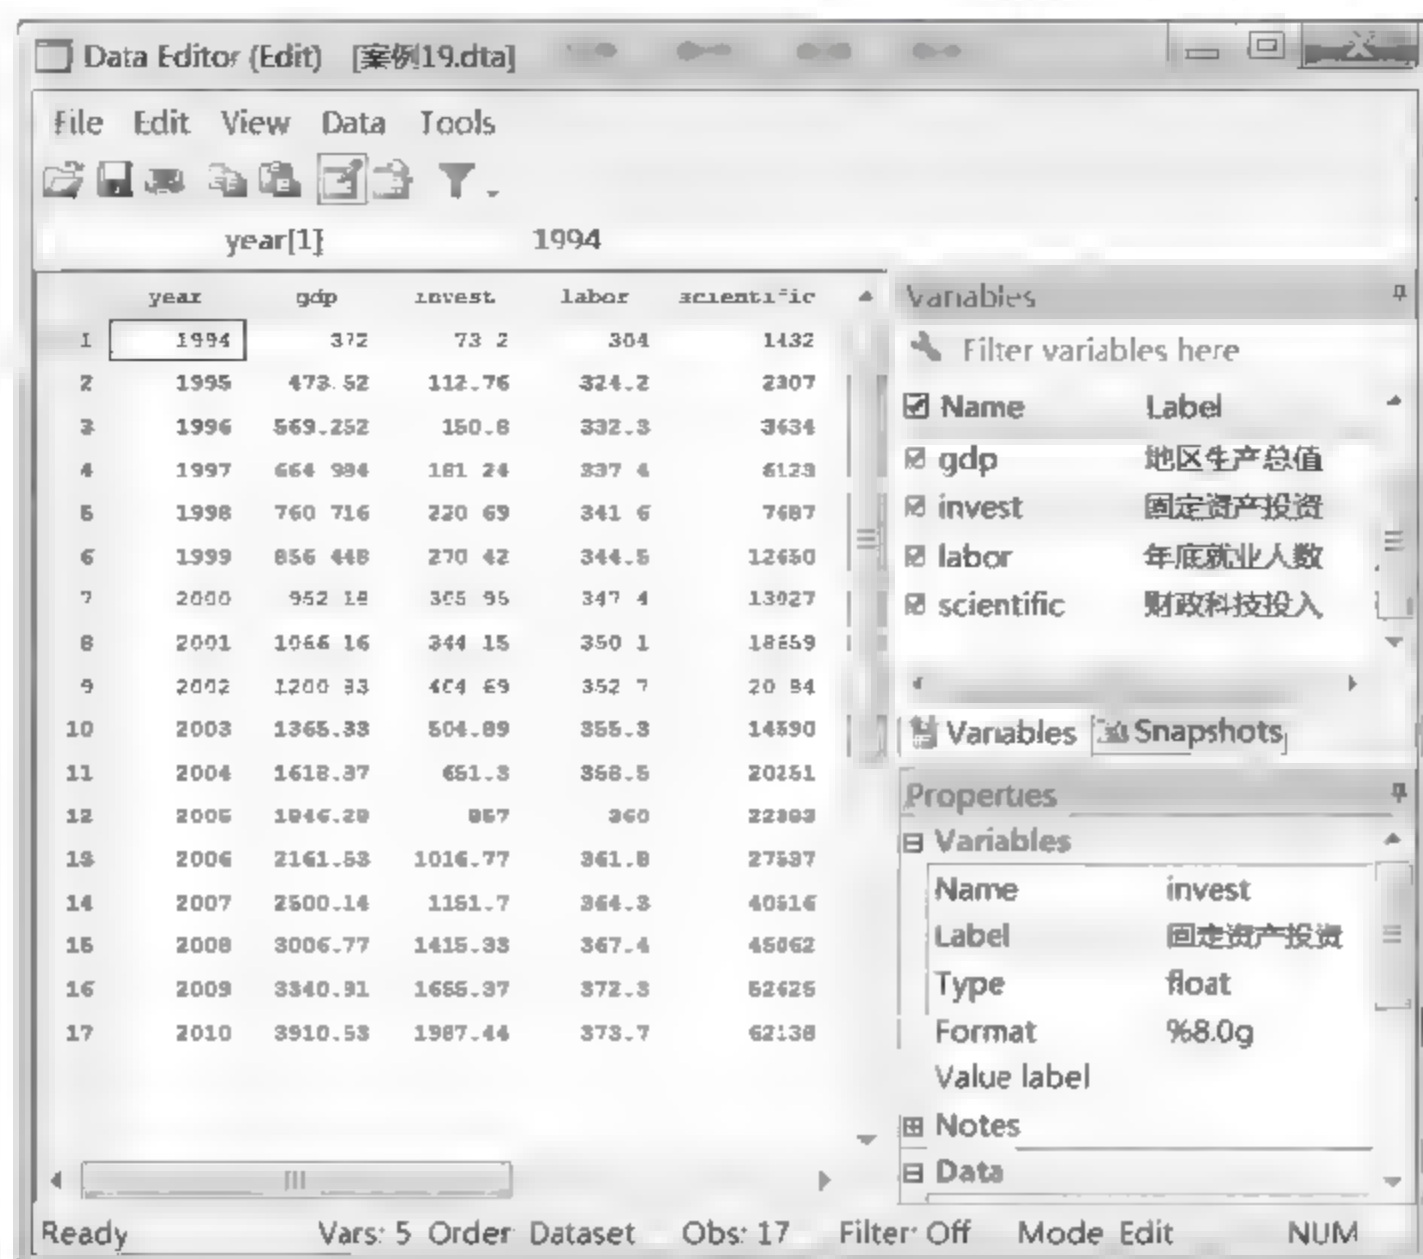 Data Editor (Edit) [案例19.dta]
File Edit View Data Tools
year[1] 1994
year gdp invest labor scientific
1 1994 372 73 2 304 1432
2 1995 473.52 112.76 324.2 2307
3 1996 569.252 150.8 332.3 3634
4 1997 664 984 181 24 337 4 6123
5 1998 760 716 220 69 341 6 7687
6 1999 856 448 270 42 344.5 12650
7 2000 952 18 305 95 347 4 13027
8 2001 1066 16 344 15 350 1 18659
9 2002 1200 33 404 69 352 7
10 2003 1365.33 504.89 355.3 14590
11 2004 1618.37 651.3 358.5 20251
12 2005 1846.28 857 360
13 2006 2161.53 1016.77 361.8 27537
14 2007 2500.14 1151.7 364.3 40516
15 2008 3006.77 1415.33 367.4 45062
16 2009 3340.91 1655.37 372.3 52625
17 2010 3910.53 1987.44 373.7 62138
Variables
Filter variables here
Name Label
gdp 地区生产总值
invest 固定资产投资
labor 年底就业人数
scientific 财政科技投入
Variables Snapshots
Properties
Variables
Name invest
Label 固定资产投资
Type float
Format %8.0g
Value label
Notes
Data
Ready Vars: 5 Order: Dataset Obs: 17 Filter: Off Mode Edit NUM